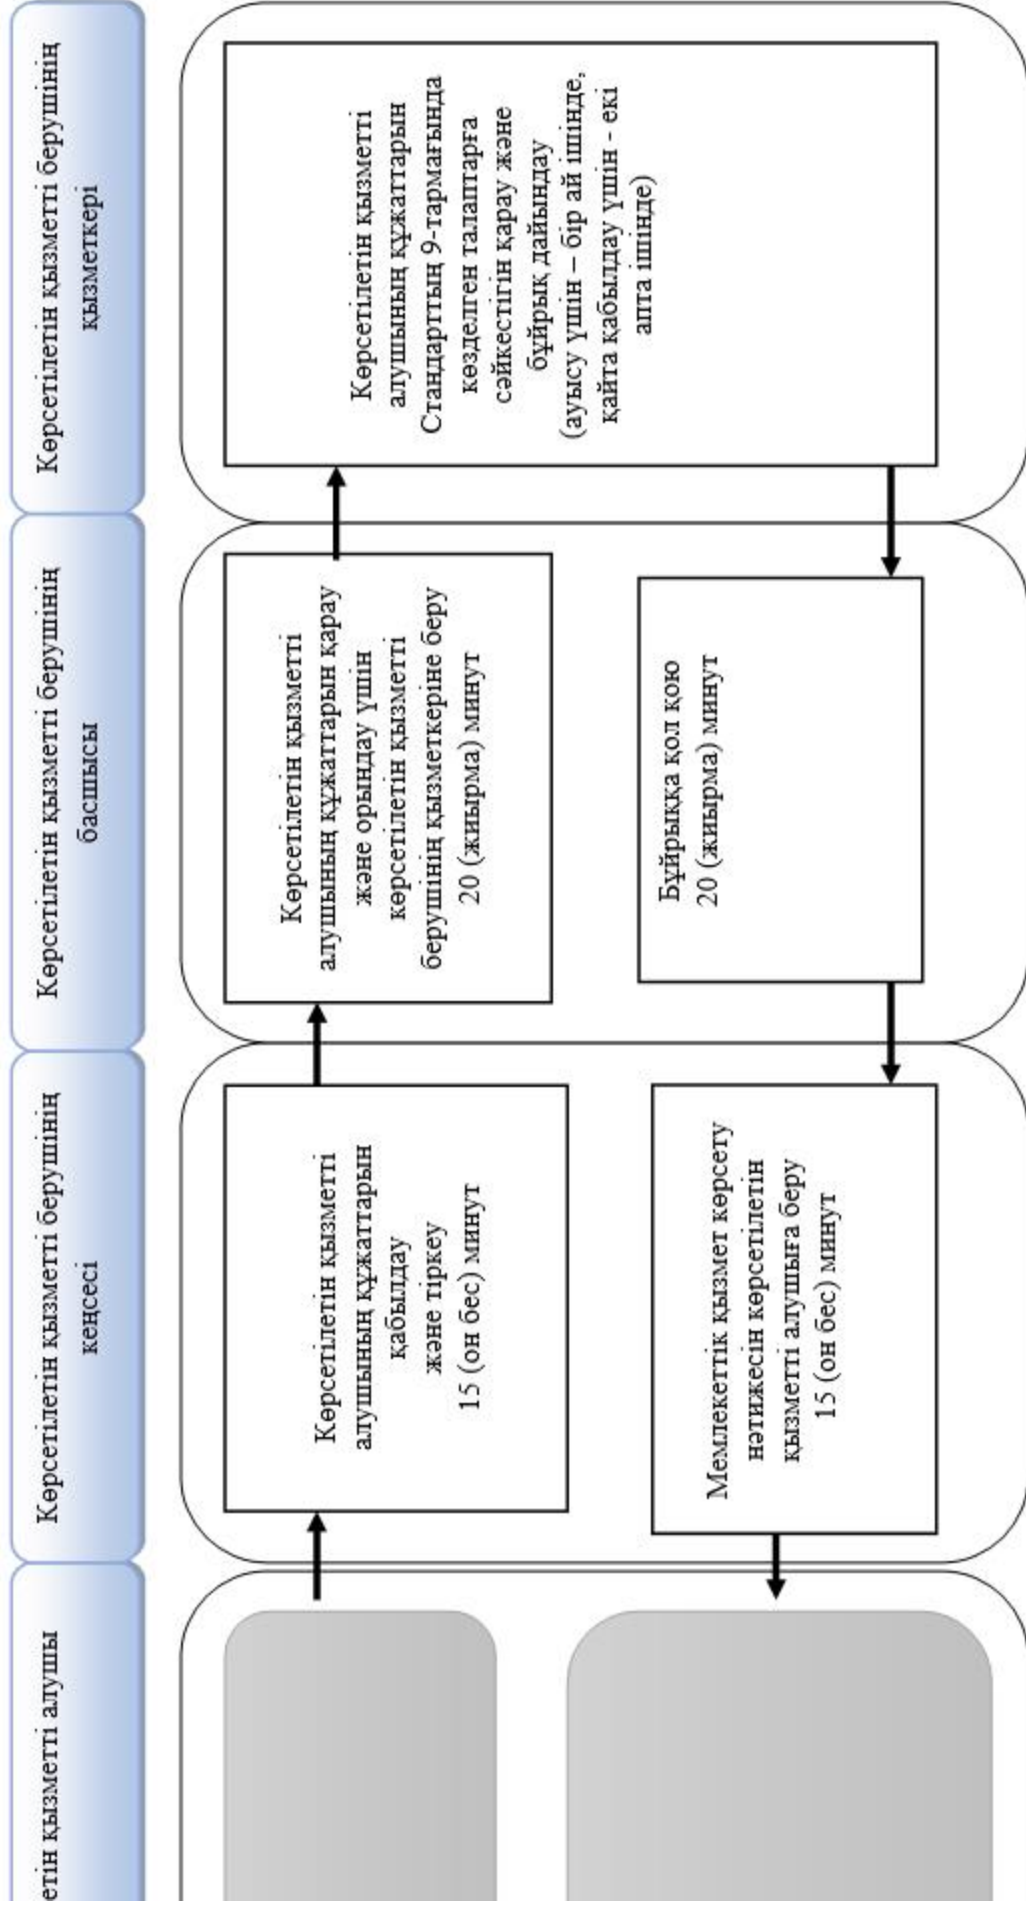 етін қызметті алушы
Көрсетілетін қызметті берушінің
кеңсесі
Көрсетілетін қызметті берушінің
басшысы
Көрсетілетін қызметті берушінің
қызметкері
Көрсетілетін қызметті
алушының құжаттарын
қабылдау
және тіркеу
15 (он бес) минут
Көрсетілетін қызметті
алушының құжаттарын қарау
және орындау үшін
көрсетілетін қызметті
берушінің қызметкеріне беру
20 (жиырма) минут
Көрсетілетін қызметті
алушының құжаттарын
Стандарттың 9-тармағында
көзделген талаптарға
сәйкестігін қарау және
бұйрық дайындау
(ауысу үшін – бір ай ішінде,
қайта қабылдау үшін - екі
апта ішінде)
Мемлекеттік қызмет көрсету
нәтижесін көрсетілетін
қызметті алушыға беру
15 (он бес) минут
Бұйрыққа қол қою
20 (жиырма) минут